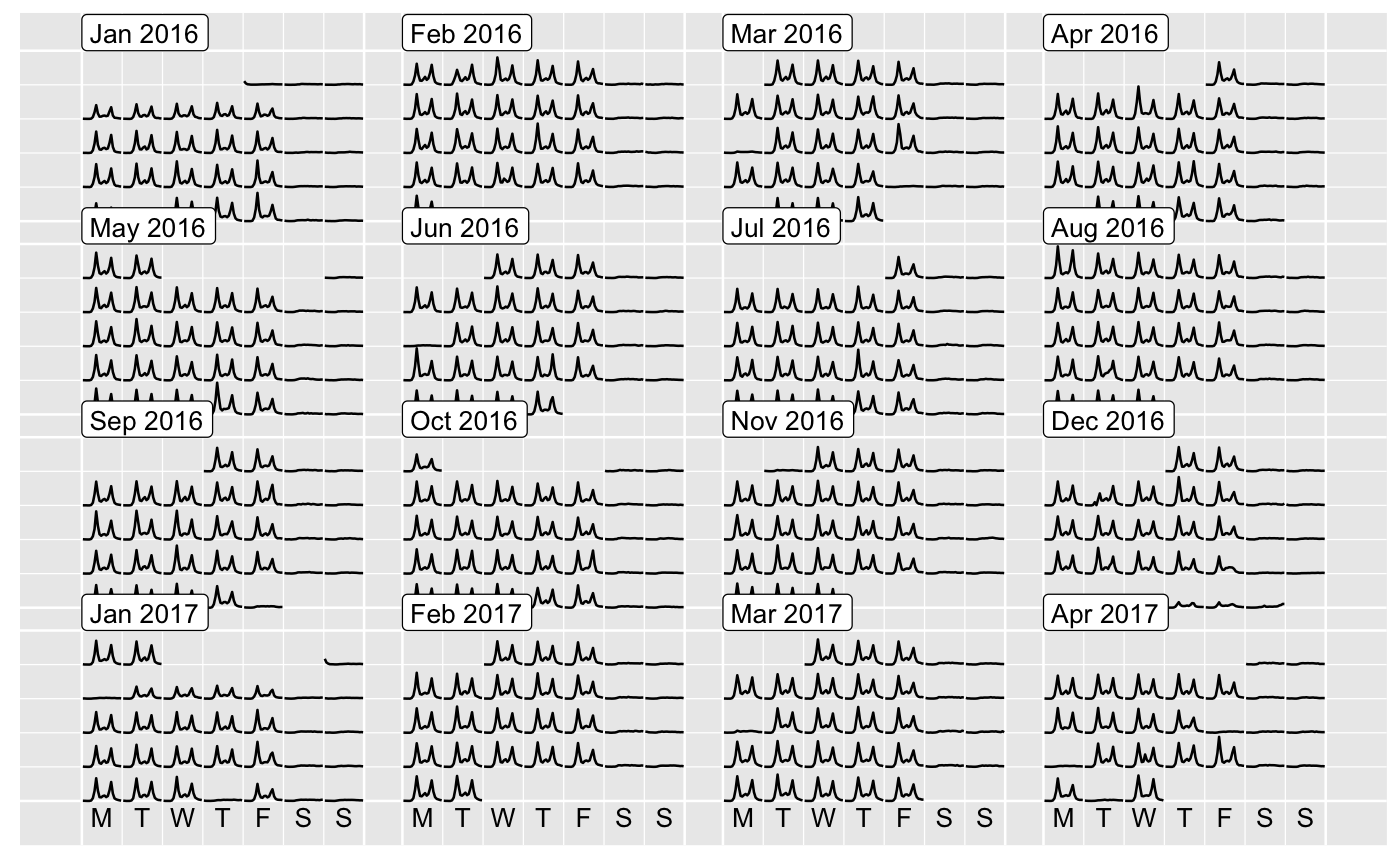 Jan 2016 Feb 2016 Mar 2016 Apr 2016
May 2016 Jun 2016 Jul 2016 Aug 2016
Sep 2016 Oct 2016 Nov 2016 Dec 2016
Jan 2017 Feb 2017 Mar 2017 Apr 2017
M T W T F S S M T W T F S S M T W T F S S M T W T F S S